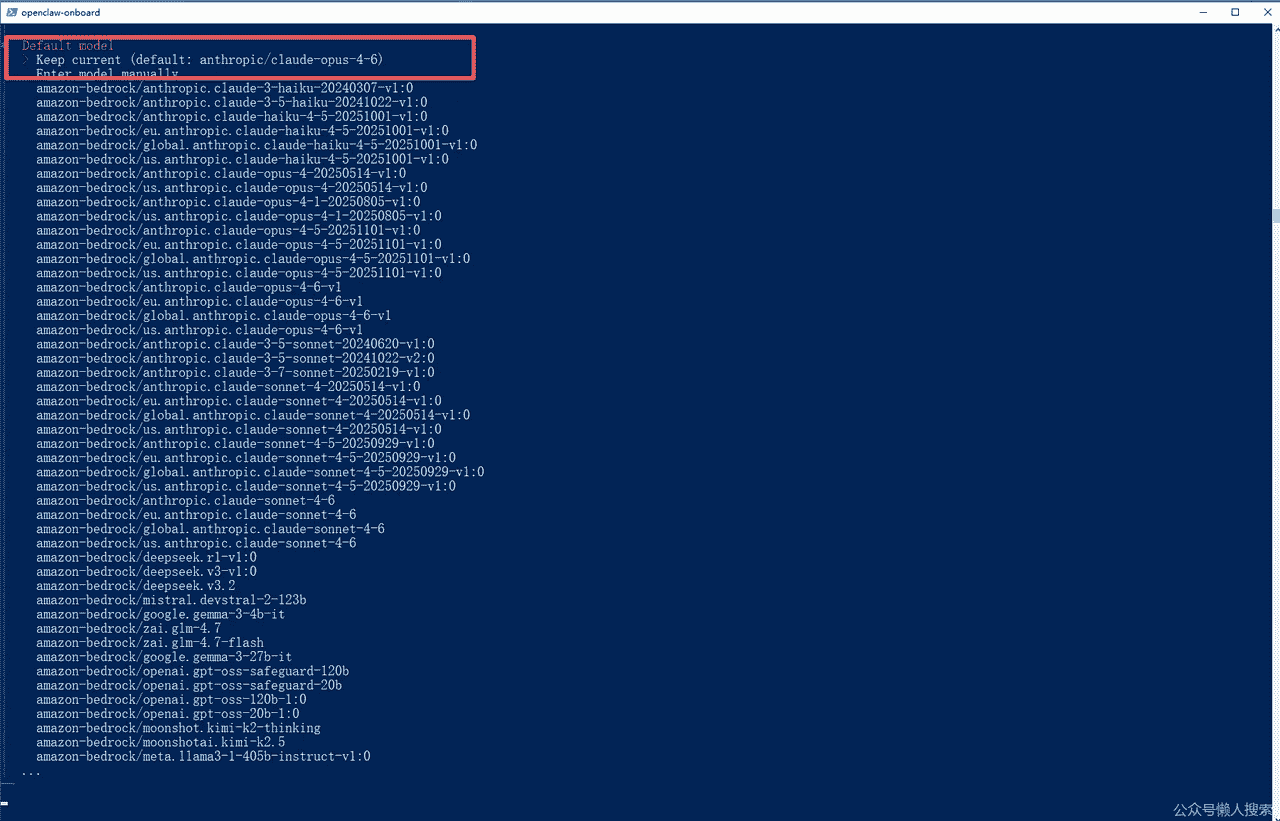 openclaw-onboard
Default model
> Keep current (default: anthropic/claude-opus-4-6)
Enter model manually
amazon-bedrock/anthropic.claude-3-haiku-20240307-v1:0
amazon-bedrock/anthropic.claude-3-5-haiku-20241022-v1:0
amazon-bedrock/anthropic.claude-haiku-4-5-20251001-v1:0
amazon-bedrock/eu.anthropic.claude-haiku-4-5-20251001-v1:0
amazon-bedrock/global.anthropic.claude-haiku-4-5-20251001-v1:0
amazon-bedrock/us.anthropic.claude-haiku-4-5-20251001-v1:0
amazon-bedrock/anthropic.claude-opus-4-20250514-v1:0
amazon-bedrock/us.anthropic.claude-opus-4-20250514-v1:0
amazon-bedrock/anthropic.claude-opus-4-1-20250805-v1:0
amazon-bedrock/us.anthropic.claude-opus-4-1-20250805-v1:0
amazon-bedrock/anthropic.claude-opus-4-5-20251101-v1:0
amazon-bedrock/eu.anthropic.claude-opus-4-5-20251101-v1:0
amazon-bedrock/global.anthropic.claude-opus-4-5-20251101-v1:0
amazon-bedrock/us.anthropic.claude-opus-4-5-20251101-v1:0
amazon-bedrock/anthropic.claude-opus-4-6-v1
amazon-bedrock/eu.anthropic.claude-opus-4-6-v1
amazon-bedrock/global.anthropic.claude-opus-4-6-v1
amazon-bedrock/us.anthropic.claude-opus-4-6-v1
amazon-bedrock/anthropic.claude-3-5-sonnet-20240620-v1:0
amazon-bedrock/anthropic.claude-3-5-sonnet-20241022-v2:0
amazon-bedrock/anthropic.claude-3-7-sonnet-20250219-v1:0
amazon-bedrock/anthropic.claude-sonnet-4-20250514-v1:0
amazon-bedrock/eu.anthropic.claude-sonnet-4-20250514-v1:0
amazon-bedrock/global.anthropic.claude-sonnet-4-20250514-v1:0
amazon-bedrock/us.anthropic.claude-sonnet-4-20250514-v1:0
amazon-bedrock/anthropic.claude-sonnet-4-5-20250929-v1:0
amazon-bedrock/eu.anthropic.claude-sonnet-4-5-20250929-v1:0
amazon-bedrock/global.anthropic.claude-sonnet-4-5-20250929-v1:0
amazon-bedrock/us.anthropic.claude-sonnet-4-5-20250929-v1:0
amazon-bedrock/anthropic.claude-sonnet-4-6
amazon-bedrock/eu.anthropic.claude-sonnet-4-6
amazon-bedrock/global.anthropic.claude-sonnet-4-6
amazon-bedrock/us.anthropic.claude-sonnet-4-6
amazon-bedrock/deepseek.r1-v1:0
amazon-bedrock/deepseek.v3-v1:0
amazon-bedrock/deepseek.v3.2
amazon-bedrock/mistral.devstral-2-123b
amazon-bedrock/google.gemma-3-4b-it
amazon-bedrock/zai.glm-4.7
amazon-bedrock/zai.glm-4.7-flash
amazon-bedrock/google.gemma-3-27b-it
amazon-bedrock/openai.gpt-oss-safeguard-120b
amazon-bedrock/openai.gpt-oss-safeguard-20b
amazon-bedrock/openai.gpt-oss-120b-1:0
amazon-bedrock/openai.gpt-oss-20b-1:0
amazon-bedrock/moonshot.kimi-k2-thinking
amazon-bedrock/moonshotai.kimi-k2.5
amazon-bedrock/meta.llama3-1-405b-instruct-v1:0
...
公众号懒人搜索